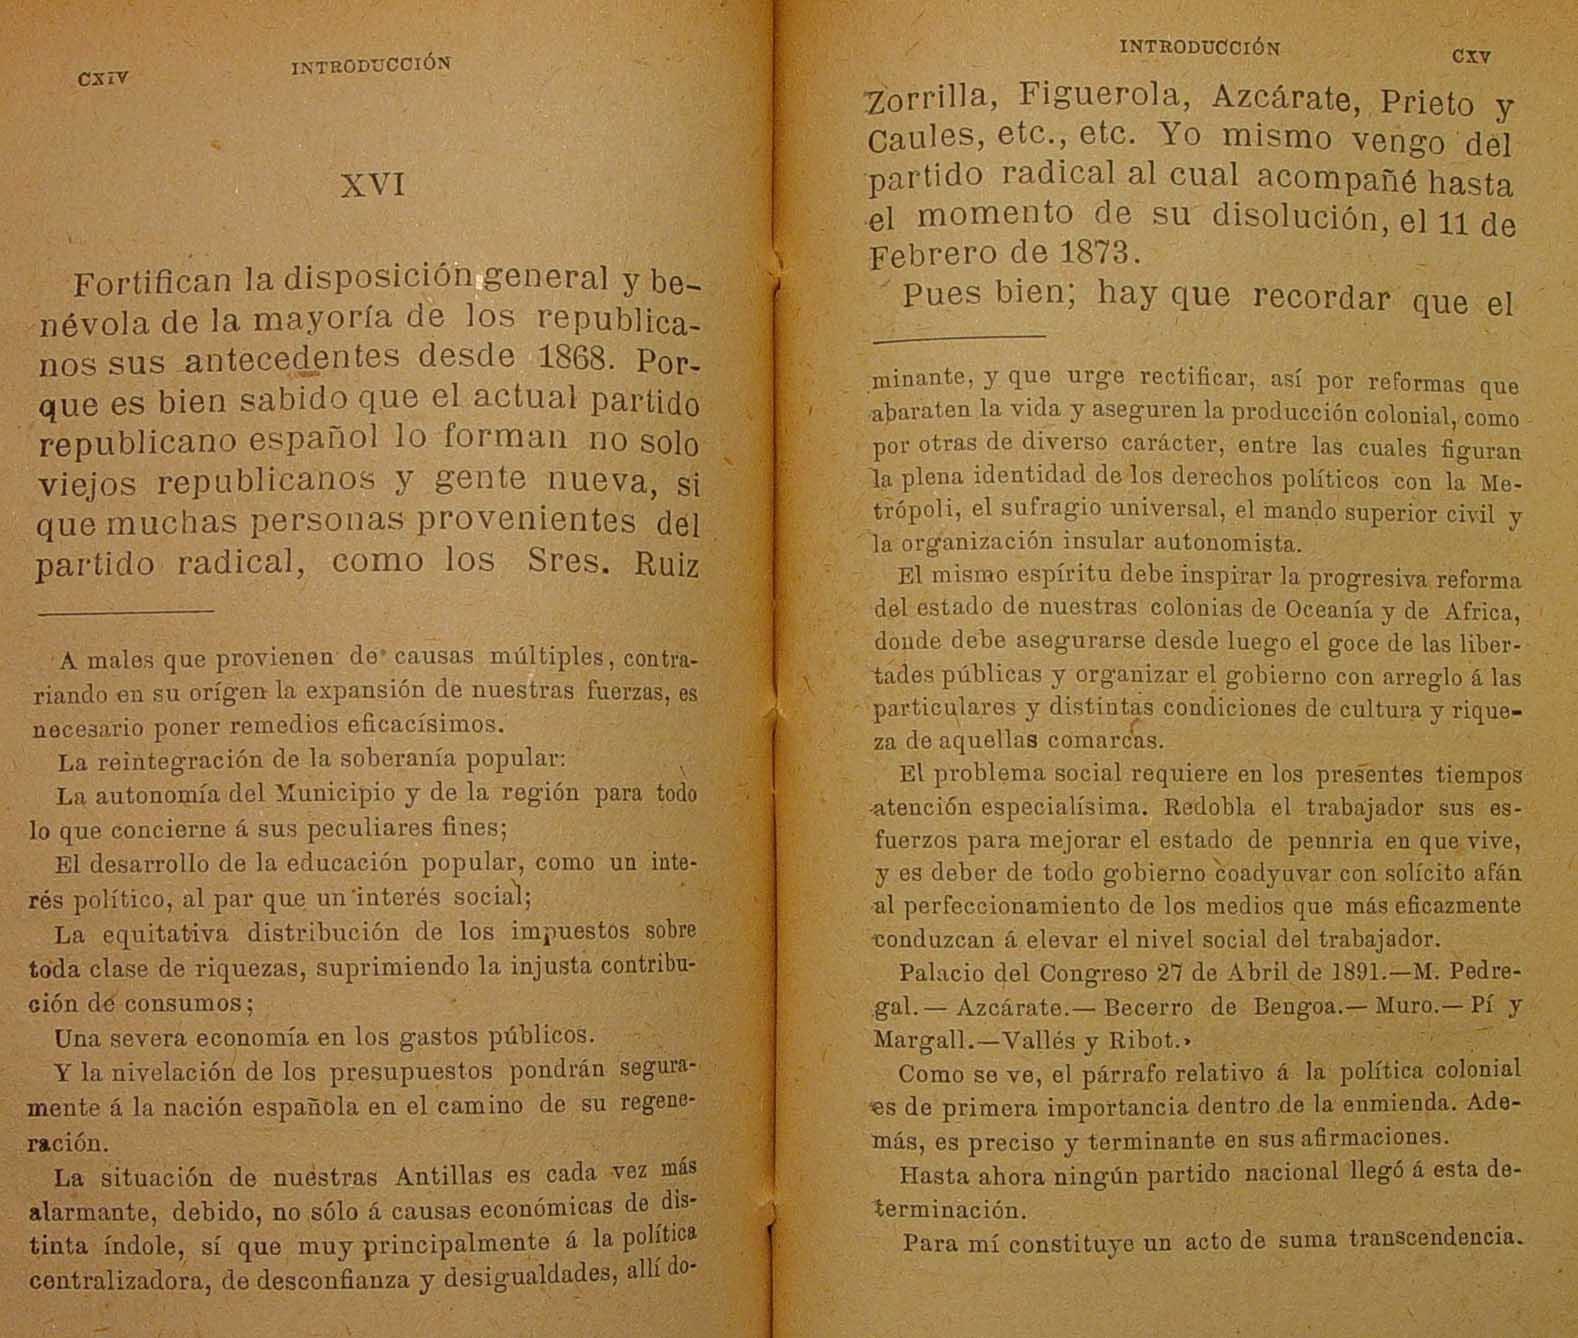 CXIV
INTRODUCCIÓN
XVI
Fortifican la disposición general y be-
névola de la mayoría de los republica-
nos sus antecedentes desde 1868. Por-
que es bien sabido que el actual partido
republicano español lo forman no solo
viejos republicanos y gente nueva, si
que muchas personas provenientes del
partido radical, como los Sres. Ruiz
A males que provienen de causas múltiples, contra-
riando en su orígen la expansión de nuestras fuerzas, es
necesario poner remedios eficacísimos.
La reintegración de la soberanía popular:
La autonomía del Municipio y de la región para todo
lo que concierne á sus peculiares fines;
El desarrollo de la educación popular, como un inte-
rés político, al par que un interés social;
La equitativa distribución de los impuestos sobre
toda clase de riquezas, suprimiendo la injusta contribu-
ción de consumos;
Una severa economía en los gastos públicos.
Y la nivelación de los presupuestos pondrán segura-
mente á la nación española en el camino de su regene-
ración.
La situación de nuestras Antillas es cada vez más
alarmante, debido, no sólo á causas económicas de dis-
tinta índole, sí que muy principalmente á la política
centralizadora, de desconfianza y desigualdades, allí do-
INTRODUCCIÓN
CXV
Zorrilla, Figuerola, Azcárate, Prieto y
Caules, etc., etc. Yo mismo vengo del
partido radical al cual acompañé hasta
el momento de su disolución, el 11 de
Febrero de 1873.
Pues bien; hay que recordar que el
minante, y que urge rectificar, así por reformas que
abaraten la vida y aseguren la producción colonial, como
por otras de diverso carácter, entre las cuales figuran
la plena identidad de los derechos políticos con la Me-
trópoli, el sufragio universal, el mando superior civil y
la organización insular autonomista.
El mismo espíritu debe inspirar la progresiva reforma
del estado de nuestras colonias de Oceanía y de Africa,
donde debe asegurarse desde luego el goce de las liber-
tades públicas y organizar el gobierno con arreglo á las
particulares y distintas condiciones de cultura y rique-
za de aquellas comarcas.
El problema social requiere en los presentes tiempos
atención especialísima. Redobla el trabajador sus es-
fuerzos para mejorar el estado de pennria en que vive,
y es deber de todo gobierno coadyuvar con solícito afán
al perfeccionamiento de los medios que más eficazmente
conduzcan á elevar el nivel social del trabajador.
Palacio del Congreso 27 de Abril de 1891.—M. Pedre-
gal.—Azcárate.—Becerro de Bengoa.—Muro.—Pí y
Margall.—Vallés y Ribot.»
Como se ve, el párrafo relativo á la política colonial
es de primera importancia dentro de la enmienda. Ade-
más, es preciso y terminante en sus afirmaciones.
Hasta ahora ningún partido nacional llegó á esta de-
terminación.
Para mí constituye un acto de suma transcendencia.